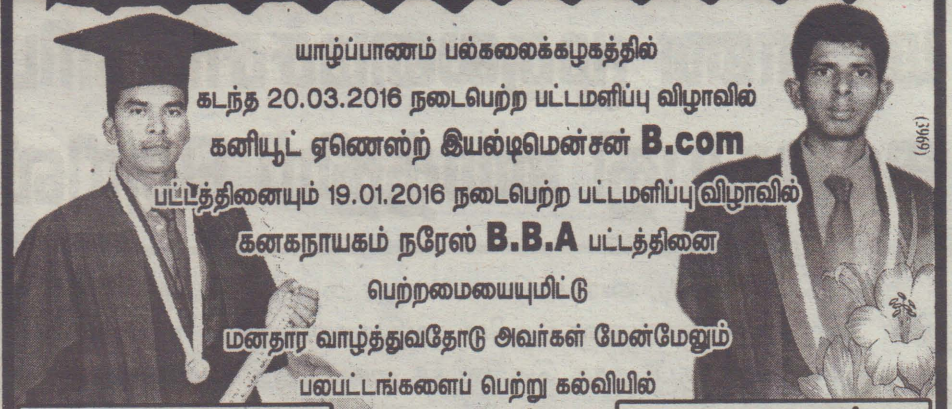 யாழ்ப்பாணம் பல்கலைக்கழகத்தில்
கடந்த 20.03.2016 நடைபெற்ற பட்டமளிப்பு விழாவில்
கனியூட் ஏணெஸ்ற் இயல்டிமென்சன் B.com
பட்டத்தினையும் 19.01.2016 நடைபெற்ற பட்டமளிப்பு விழாவில்
கனகநாயகம் நரேஸ் B.B.A பட்டத்தினை
பெற்றமையையுமிட்டு
மனதார வாழ்த்துவதோடு அவர்கள் மேன்மேலும்
பலபட்டங்களைப் பெற்று கல்வியில்
(3969)